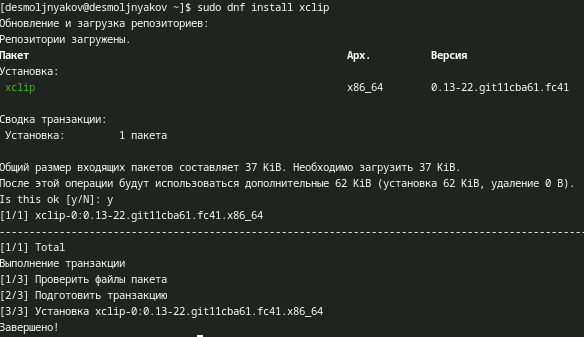 [desmoljnyakov@desmoljnyakov ~]$ sudo dnf install xclip
Обновление и загрузка репозиториев:
Репозитории загружены.
Пакет Арх. Версия
Установка:
xclip x86_64 0.13-22.git11cba61.fc41
Сводка транзакции:
Установка: 1 пакета
Общий размер входящих пакетов составляет 37 KiB. Необходимо загрузить 37 KiB.
После этой операции будут использоваться дополнительные 62 KiB (установка 62 KiB, удаление 0 B).
Is this ok [y/N]: y
[1/1] xclip-0:0.13-22.git11cba61.fc41.x86_64
--------------------------------------------------------------------------------
[1/1] Total
Выполнение транзакции
[1/3] Проверить файлы пакета
[2/3] Подготовить транзакцию
[3/3] Установка xclip-0:0.13-22.git11cba61.fc41.x86_64
Завершено!